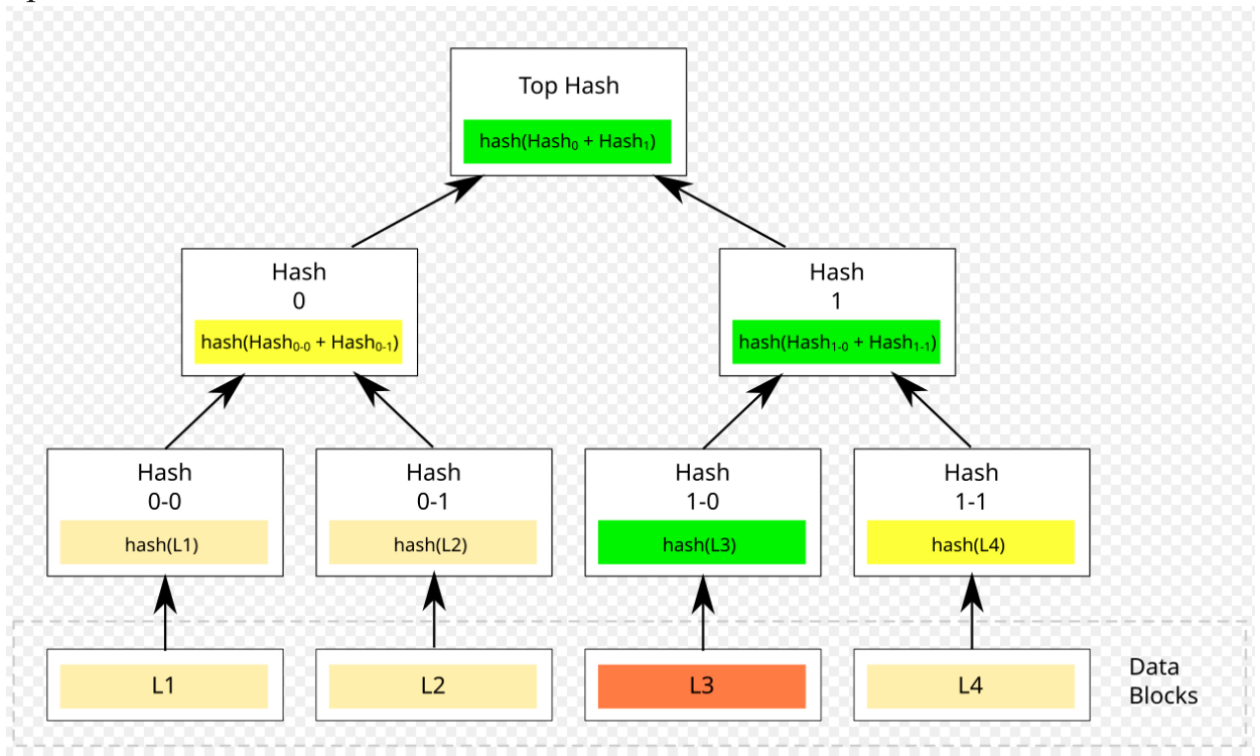 Top Hash
hash(Hash₀ + Hash₁)
Hash
0
hash(Hash₀₋₀ + Hash₀₋₁)
Hash
1
hash(Hash₁₋₀ + Hash₁₋₁)
Hash
0-0
hash(L1)
Hash
0-1
hash(L2)
Hash
1-0
hash(L3)
Hash
1-1
hash(L4)
L1
L2
L3
L4
Data
Blocks